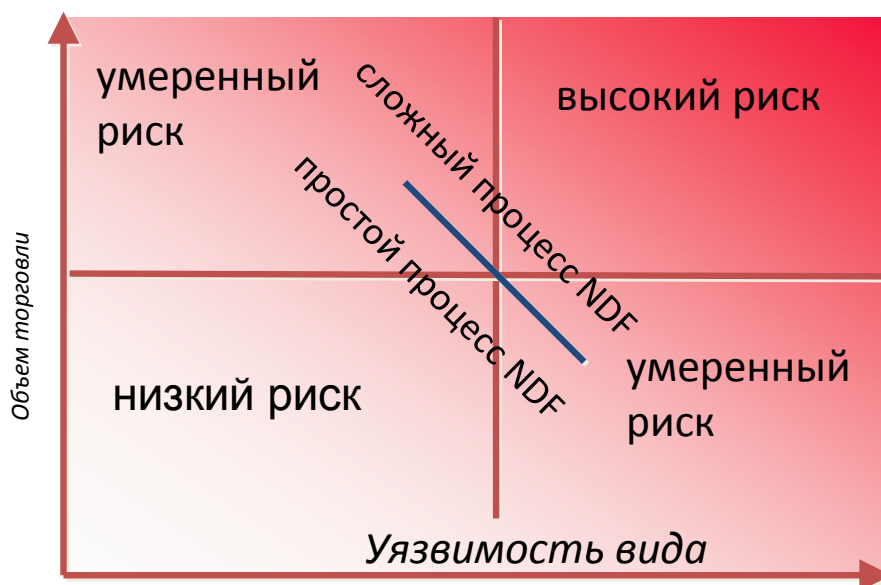 умеренный
риск
сложный процесс NDF
высокий риск
простой процесс NDF
Объем торговли
низкий риск
умеренный
риск
Уязвимость вида